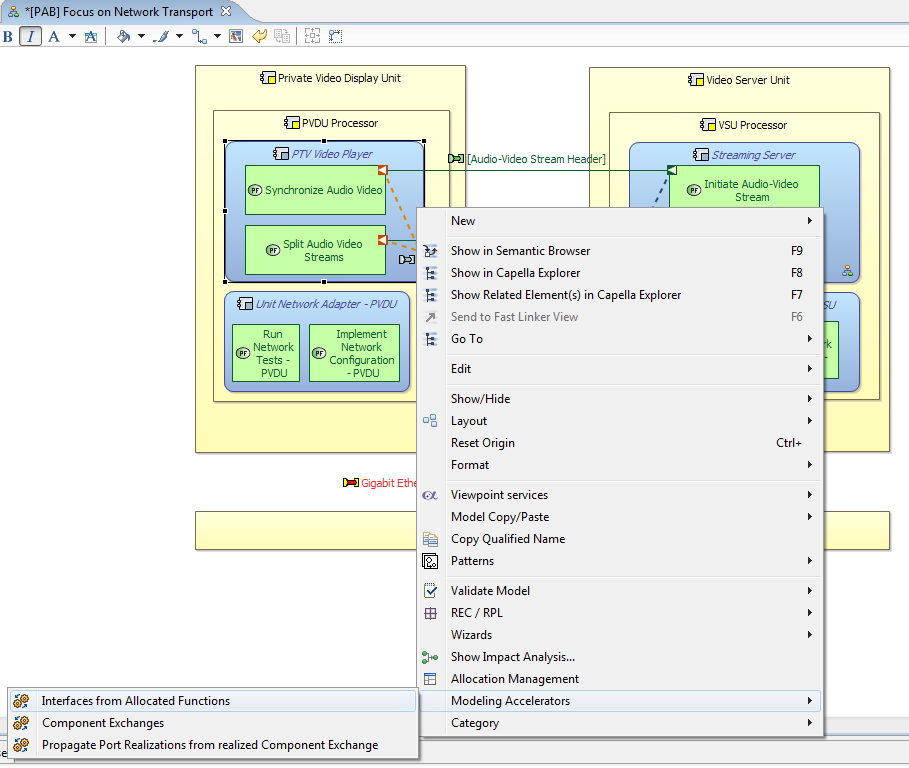 *[PAB] Focus on Network Transport
B I A A
Private Video Display Unit
Video Server Unit
PVDU Processor
VSU Processor
PTV Video Player
[Audio-Video Stream Header]
Streaming Server
PF Synchronize Audio Video
PF Initiate Audio-Video
Stream
PF Split Audio Video
Streams
Unit Network Adapter - PVDU
SU
PF Run
Network
Tests -
PVDU
PF Implement
Network
Configuration
- PVDU
Gigabit Ethe
New
Show in Semantic Browser F9
Show in Capella Explorer F8
Show Related Element(s) in Capella Explorer F7
Send to Fast Linker View F6
Go To
Edit
Show/Hide
Layout
Reset Origin Ctrl+
Format
Viewpoint services
Model Copy/Paste
Copy Qualified Name
Patterns
Validate Model
REC / RPL
Wizards
Show Impact Analysis...
Allocation Management
Modeling Accelerators
Category
Interfaces from Allocated Functions
Component Exchanges
Propagate Port Realizations from realized Component Exchange